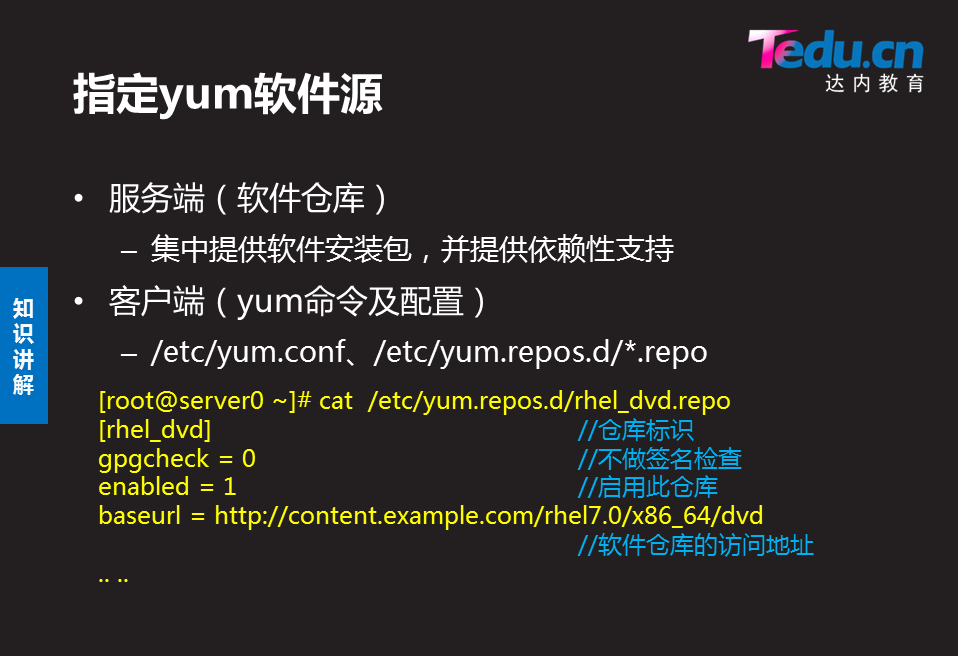 Tedu.cn
达内教育
指定yum软件源
• 服务端（软件仓库）
– 集中提供软件安装包，并提供依赖性支持
• 客户端（yum命令及配置）
– /etc/yum.conf、/etc/yum.repos.d/*.repo
知识讲解
[root@server0 ~]# cat  /etc/yum.repos.d/rhel_dvd.repo
[rhel_dvd] //仓库标识
gpgcheck = 0 //不做签名检查
enabled = 1 //启用此仓库
baseurl = http://content.example.com/rhel7.0/x86_64/dvd
//软件仓库的访问地址
.. ..